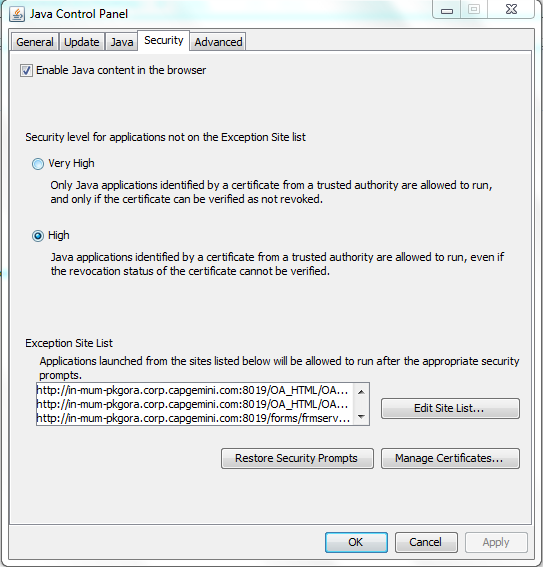 Java Control Panel
General Update Java Security Advanced
Enable Java content in the browser
Security level for applications not on the Exception Site list
Very High
Only Java applications identified by a certificate from a trusted authority are allowed to run,
and only if the certificate can be verified as not revoked.
High
Java applications identified by a certificate from a trusted authority are allowed to run, even if
the revocation status of the certificate cannot be verified.
Exception Site List
Applications launched from the sites listed below will be allowed to run after the appropriate security
prompts.
http://in-mum-pkgora.corp.capgemini.com:8019/OA_HTML/OA...
http://in-mum-pkgora.corp.capgemini.com:8019/OA_HTML/OA...
http://in-mum-pkgora.corp.capgemini.com:8019/forms/frmserv...
Edit Site List...
Restore Security Prompts Manage Certificates...
OK Cancel Apply